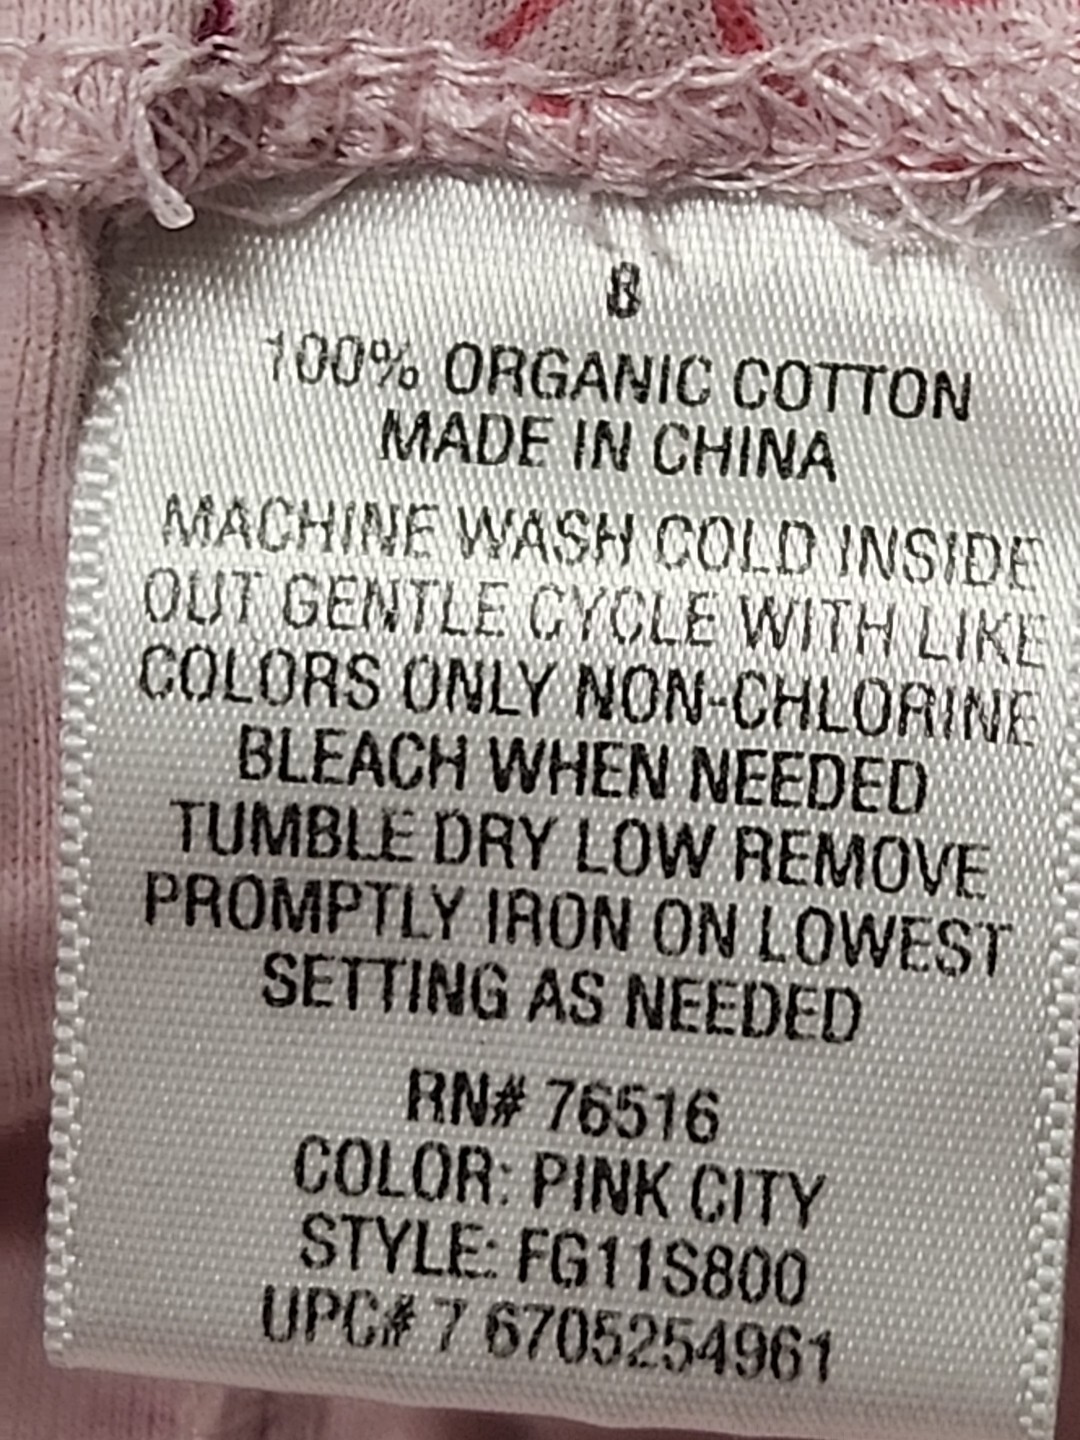 8
100% ORGANIC COTTON
MADE IN CHINA
MACHINE WASH COLD INSIDE
OUT GENTLE CYCLE WITH LIKE
COLORS ONLY NON-CHLORINE
BLEACH WHEN NEEDED
TUMBLE DRY LOW REMOVE
PROMPTLY IRON ON LOWEST
SETTING AS NEEDED
RN# 76516
COLOR: PINK CITY
STYLE: FG11S800
UPC# 7 6705254961